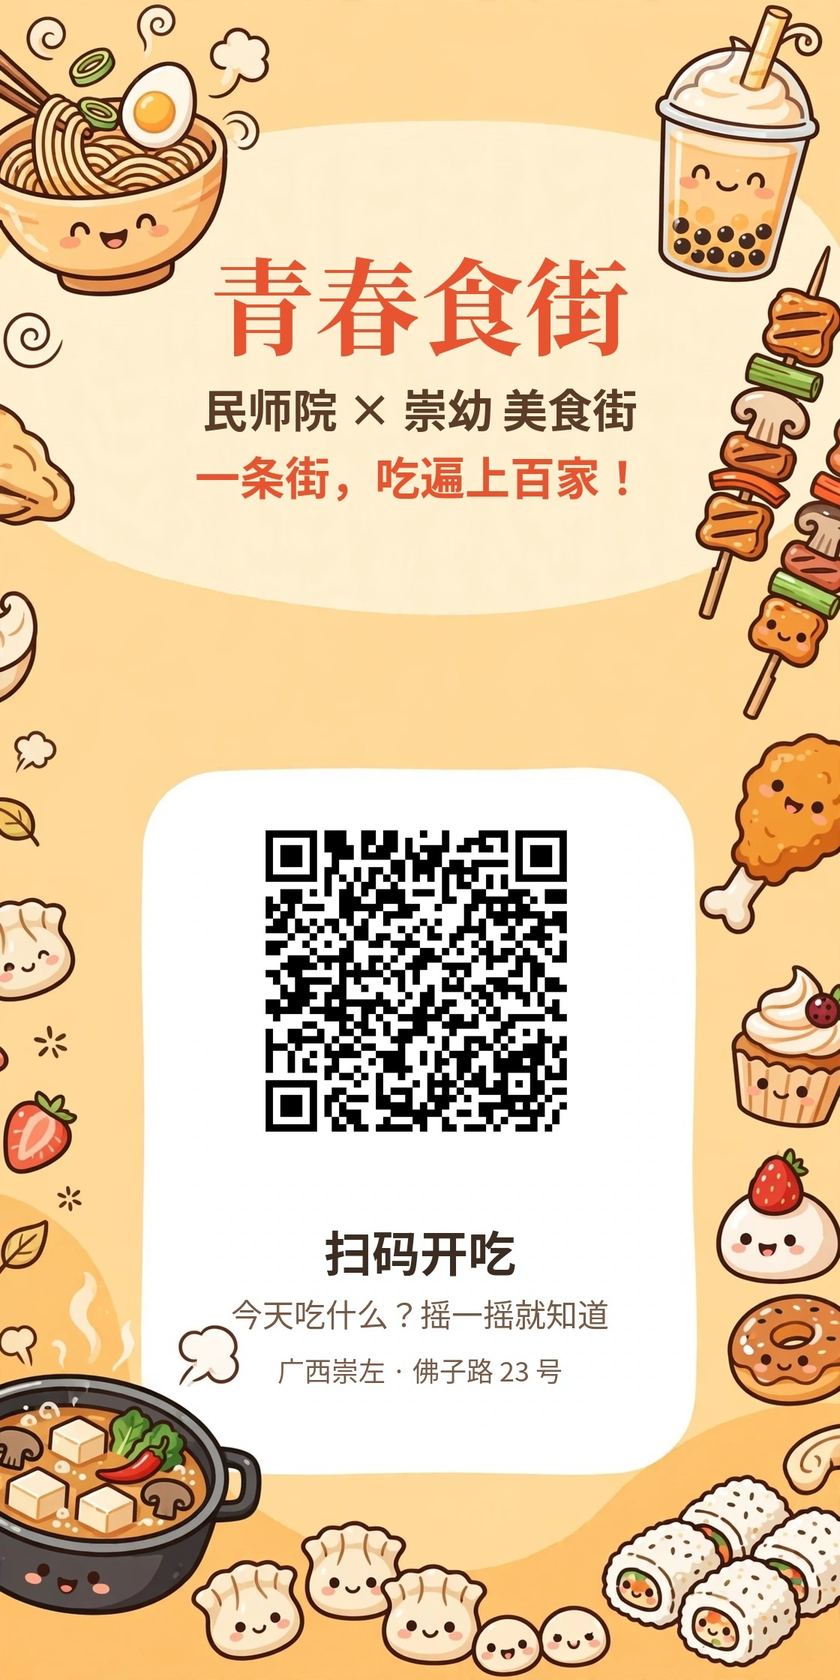 青春食街
民师院 × 崇幼 美食街
一条街，吃遍上百家！
扫码开吃
今天吃什么？摇一摇就知道
广西崇左 · 佛子路 23 号